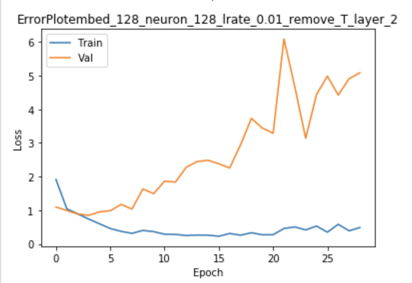 ErrorPlotembed_128_neuron_128_lrate_0.01_remove_T_layer_2
Train
Val
6
5
4
3
2
1
0
Loss
0 5 10 15 20 25
Epoch